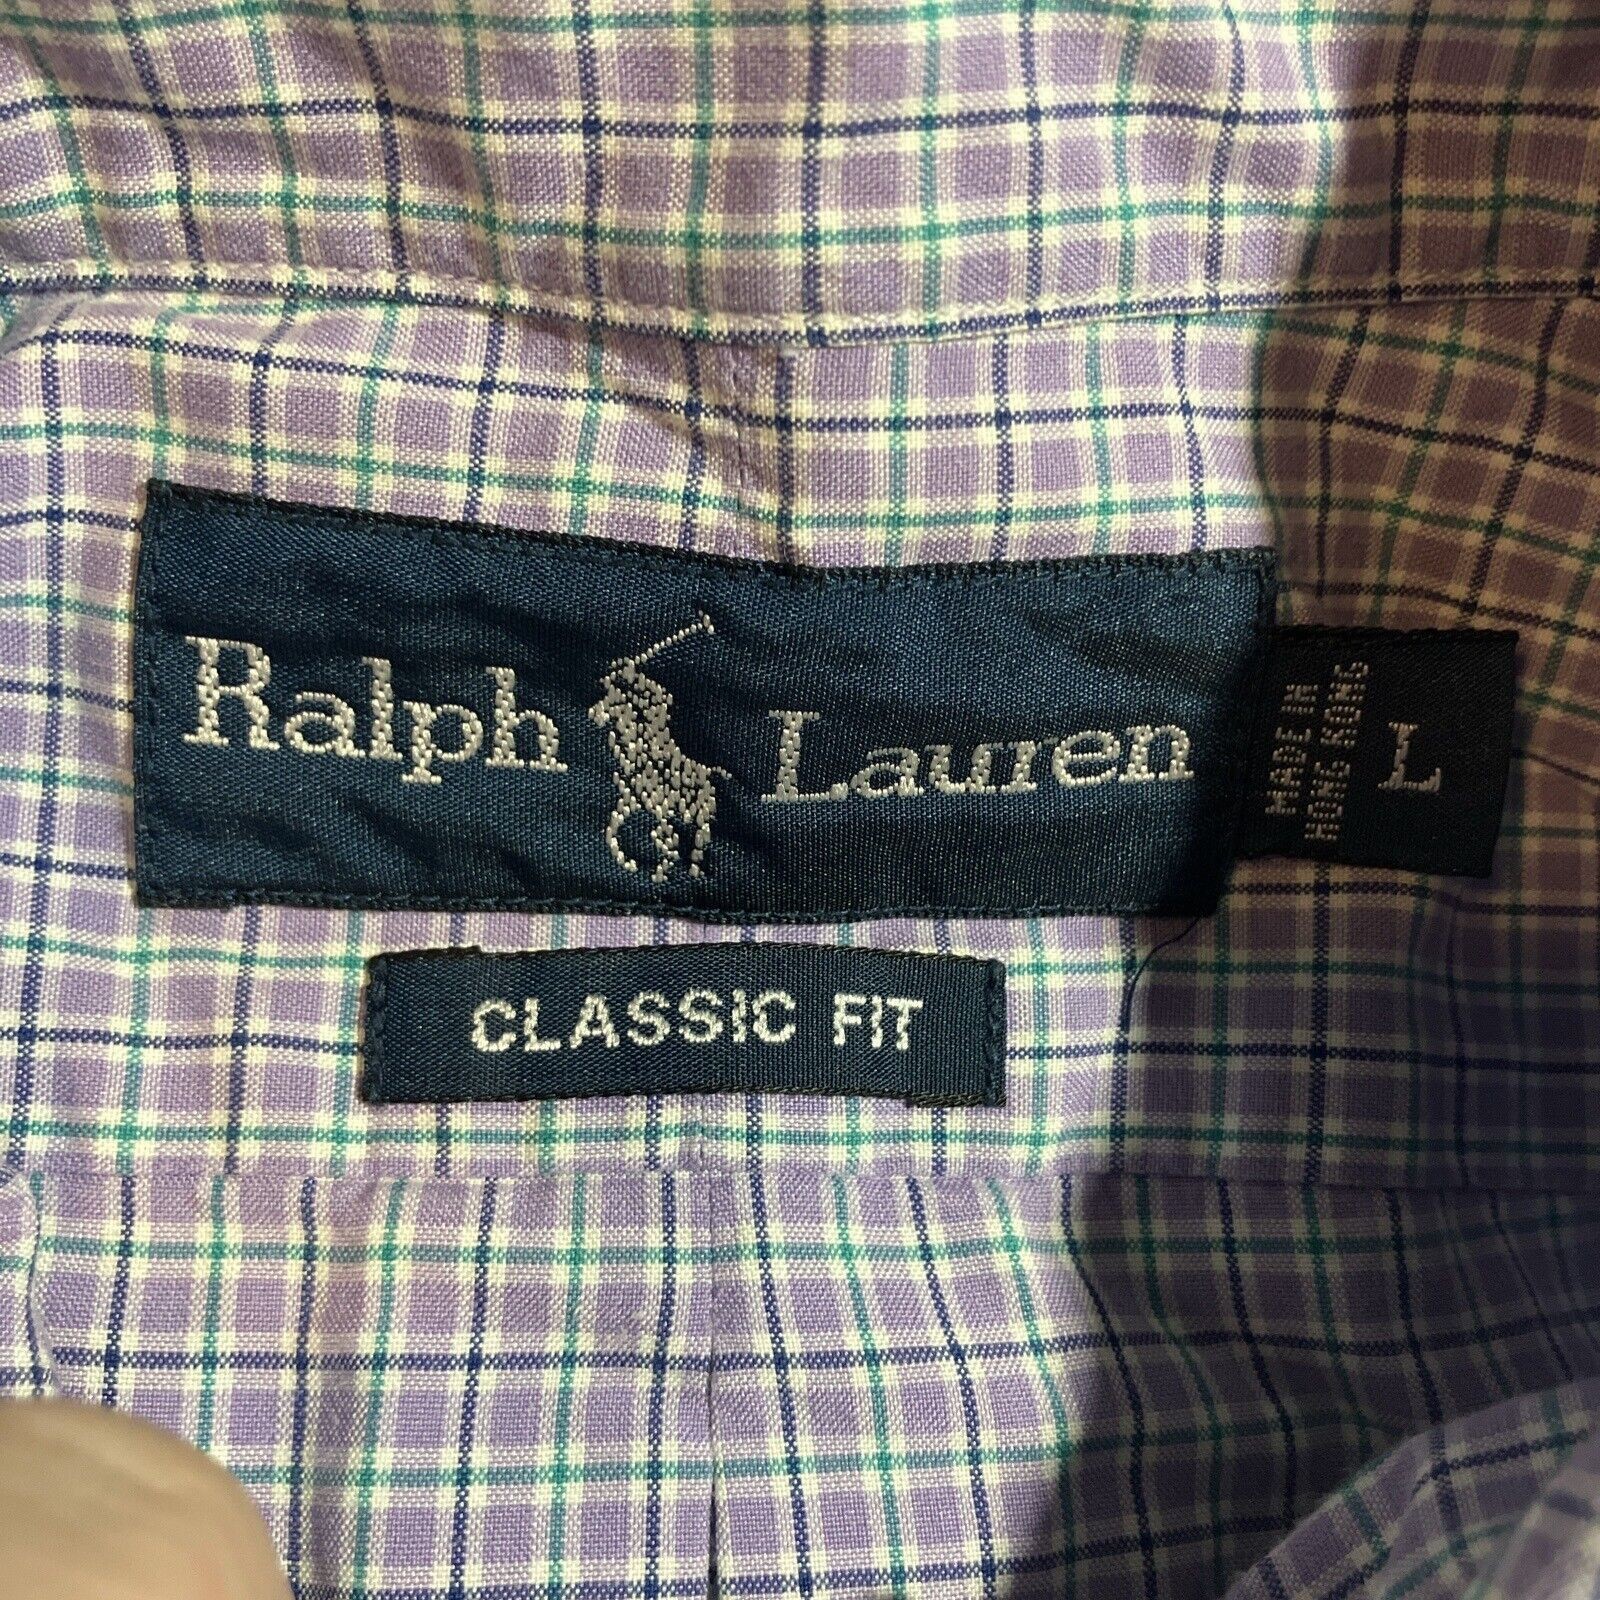 Ralph Lauren
MADE IN
HONG KONG
L
CLASSIC FIT